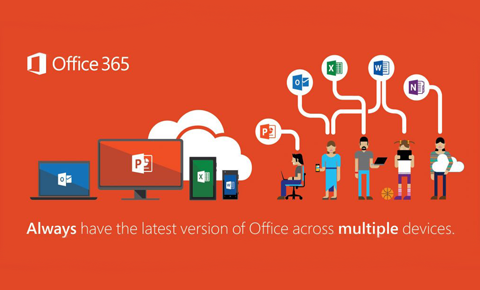 Office 365
Always have the latest version of Office across multiple devices.